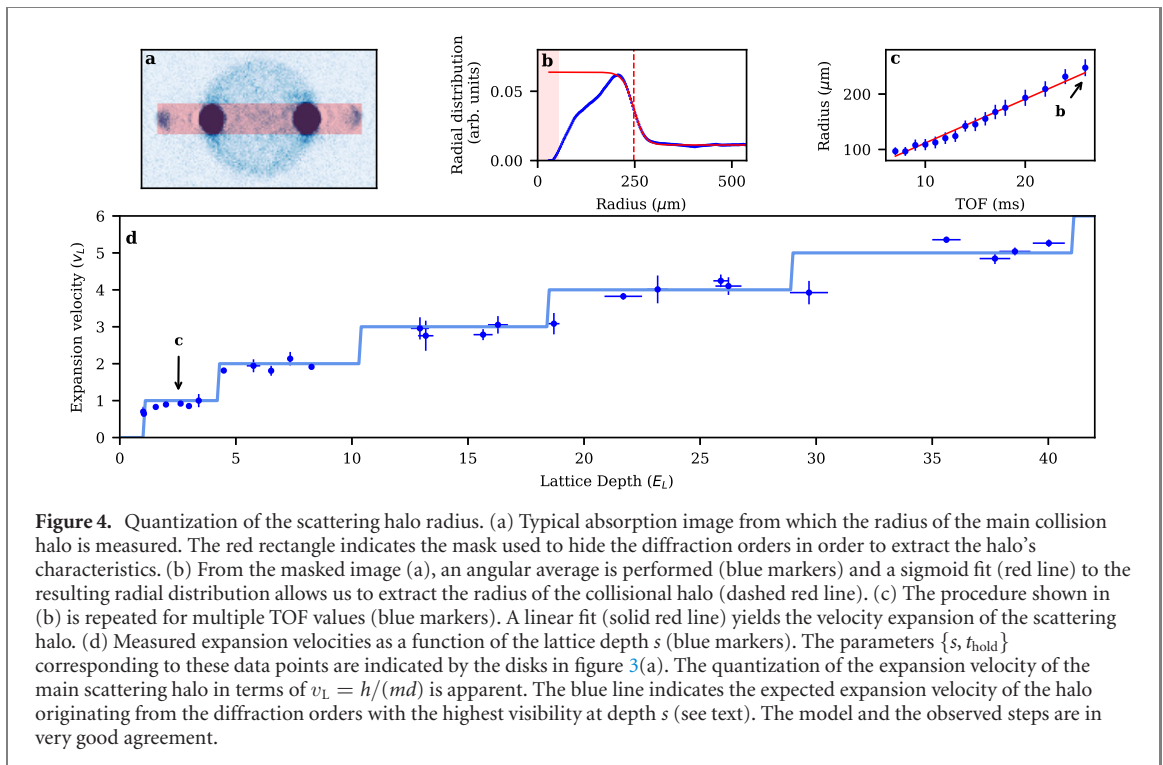 a
b
c
Radial distribution
(arb. units)
0.05
0.00
0
250
500
Radius (μm)
Radius (μm)
200
100
b
10
20
TOF (ms)
d
Expansion velocity (v_L)
6
5
4
3
2
1
0
c
0
5
10
15
20
25
30
35
40
Lattice Depth (E_L)
Figure 4. Quantization of the scattering halo radius. (a) Typical absorption image from which the radius of the main collision
halo is measured. The red rectangle indicates the mask used to hide the diffraction orders in order to extract the halo's
characteristics. (b) From the masked image (a), an angular average is performed (blue markers) and a sigmoid fit (red line) to the
resulting radial distribution allows us to extract the radius of the collisional halo (dashed red line). (c) The procedure shown in
(b) is repeated for multiple TOF values (blue markers). A linear fit (solid red line) yields the velocity expansion of the scattering
halo. (d) Measured expansion velocities as a function of the lattice depth s (blue markers). The parameters {s, t_hold}
corresponding to these data points are indicated by the disks in figure 3(a). The quantization of the expansion velocity of the
main scattering halo in terms of v_L = h/(md) is apparent. The blue line indicates the expected expansion velocity of the halo
originating from the diffraction orders with the highest visibility at depth s (see text). The model and the observed steps are in
very good agreement.